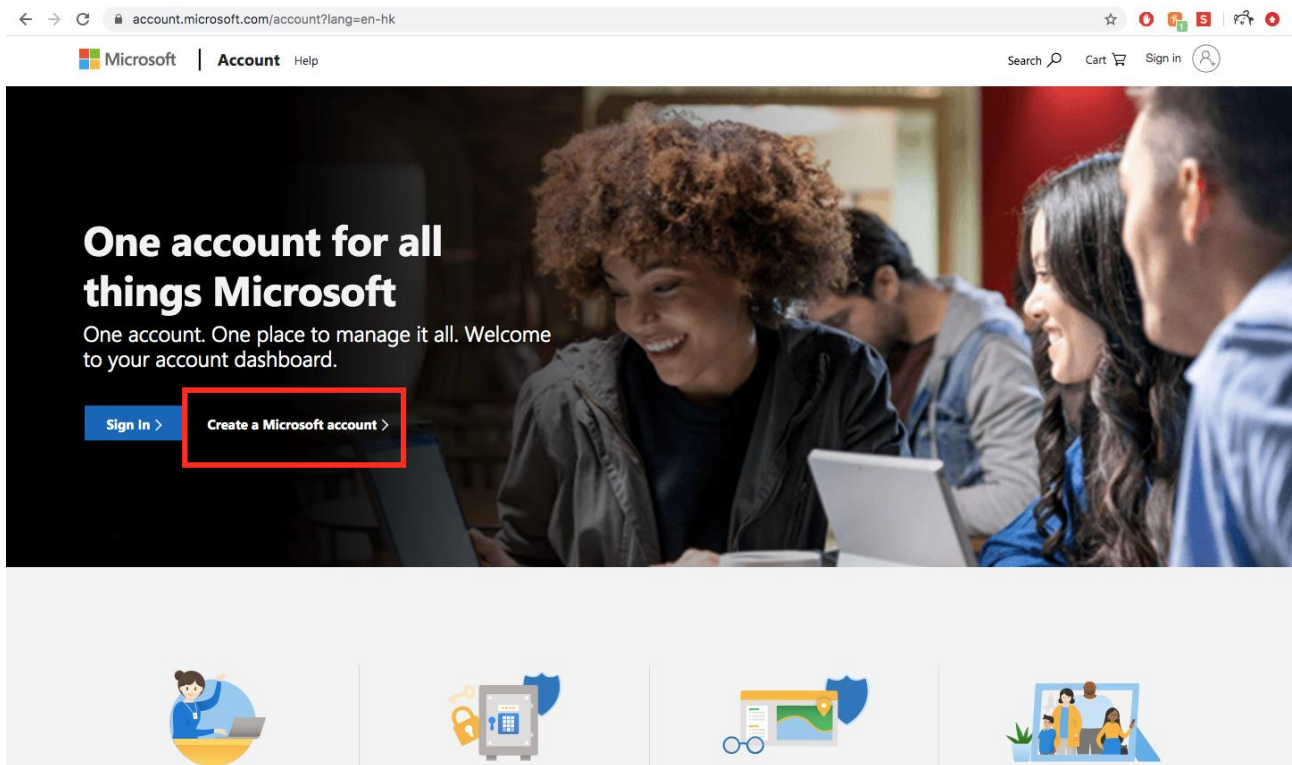 account.microsoft.com/account?lang=en-hk
1
S
Microsoft Account Help Search Cart Sign in
One account for all
things Microsoft
One account. One place to manage it all. Welcome
to your account dashboard.
Sign In > Create a Microsoft account >